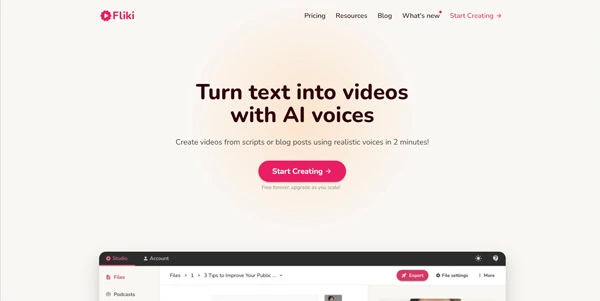 Fliki
Pricing Resources Blog What's new Start Creating →
Turn text into videos
with AI voices
Create videos from scripts or blog posts using realistic voices in 2 minutes!
Start Creating →
Free forever, upgrade as you scale!
Studio Account
Files Files > 1 > 3 Tips to Improve Your Public ... Export File settings More
Podcasts